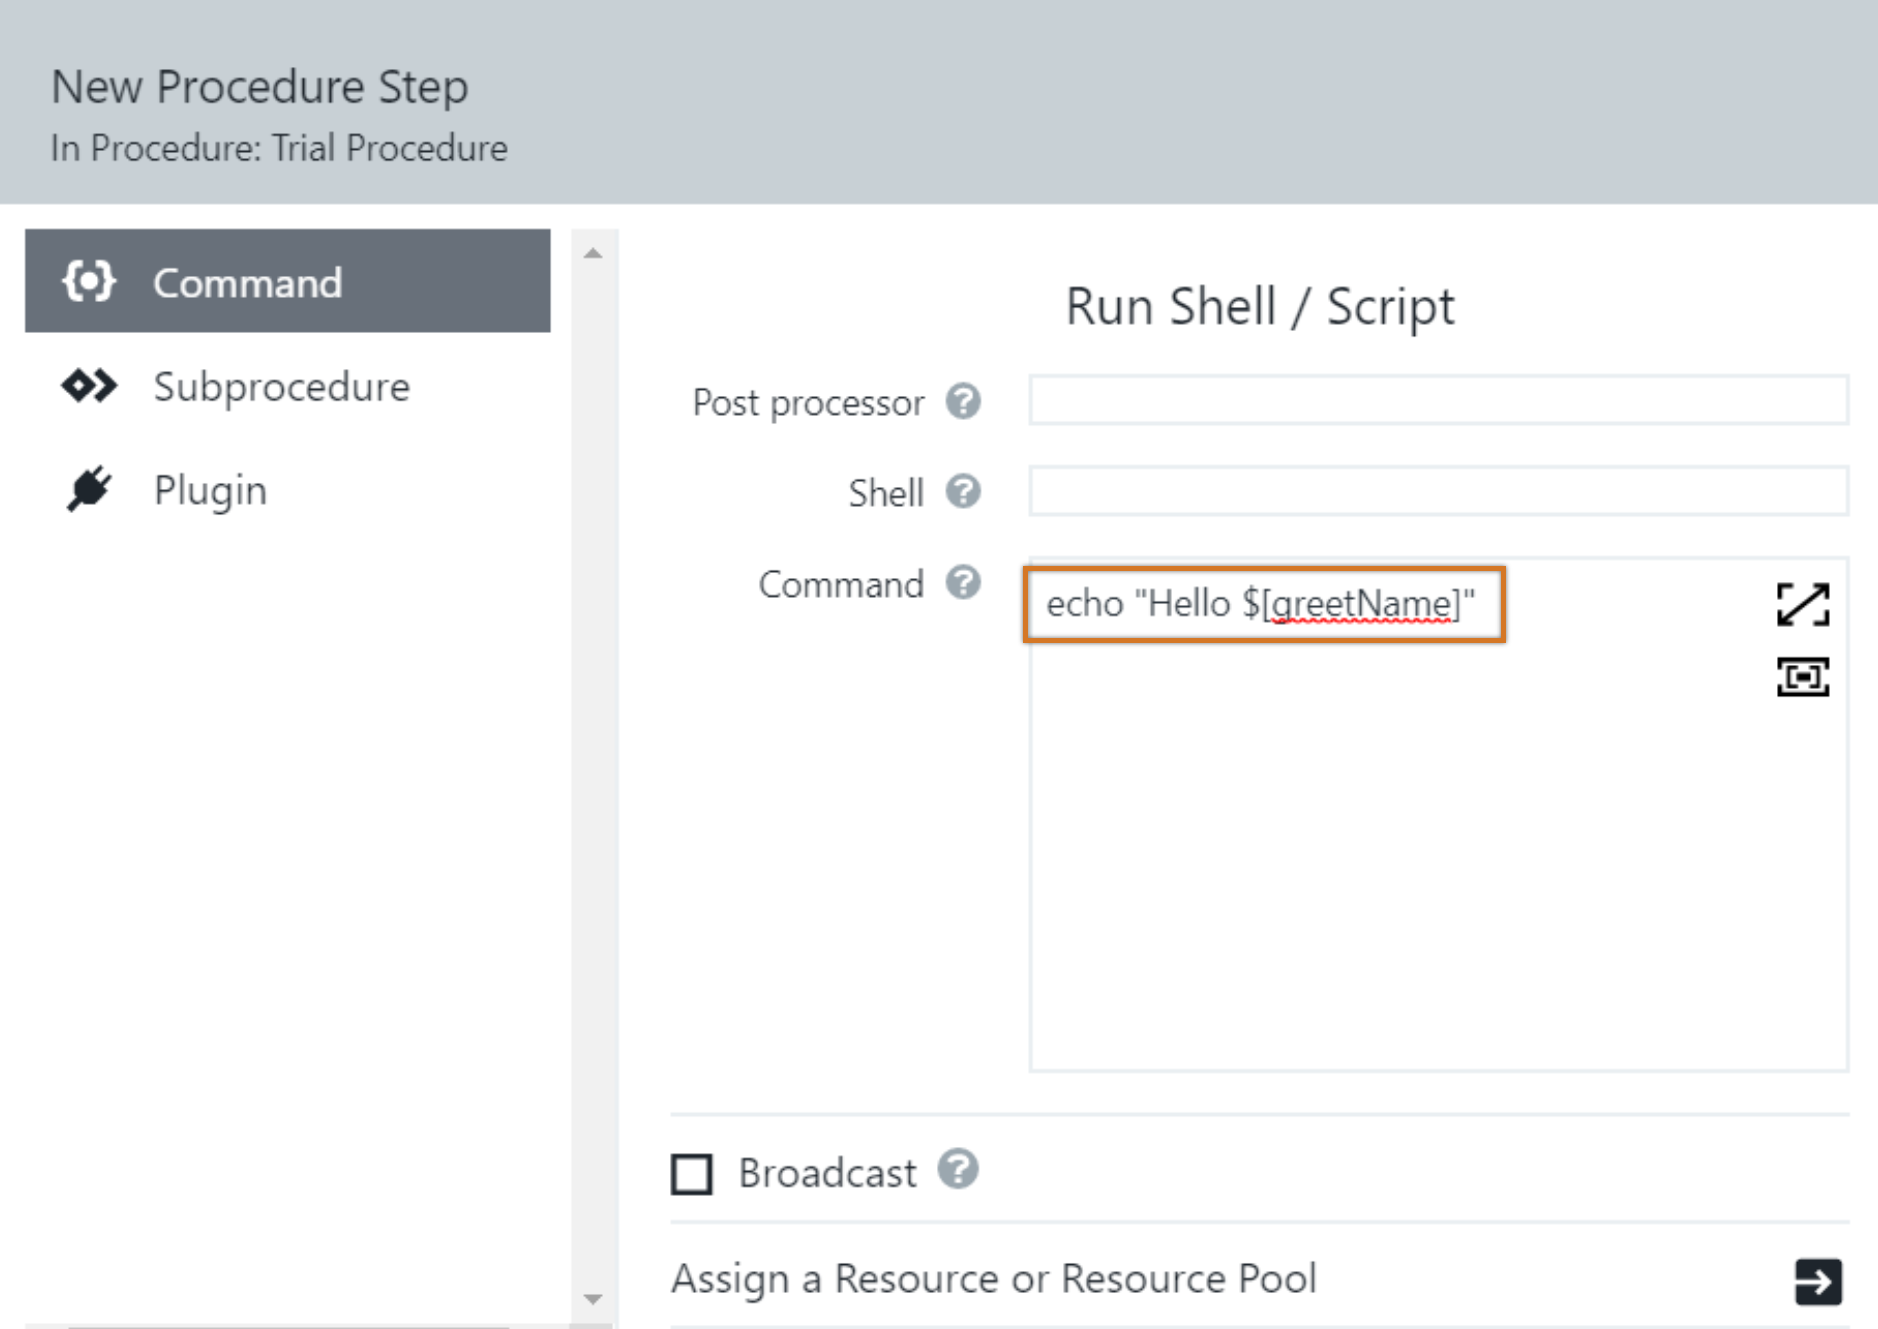 New Procedure Step
In Procedure: Trial Procedure
Command
Subprocedure
Plugin
Run Shell / Script
Post processor
Shell
Command
echo "Hello $[greetName]"
Broadcast
Assign a Resource or Resource Pool